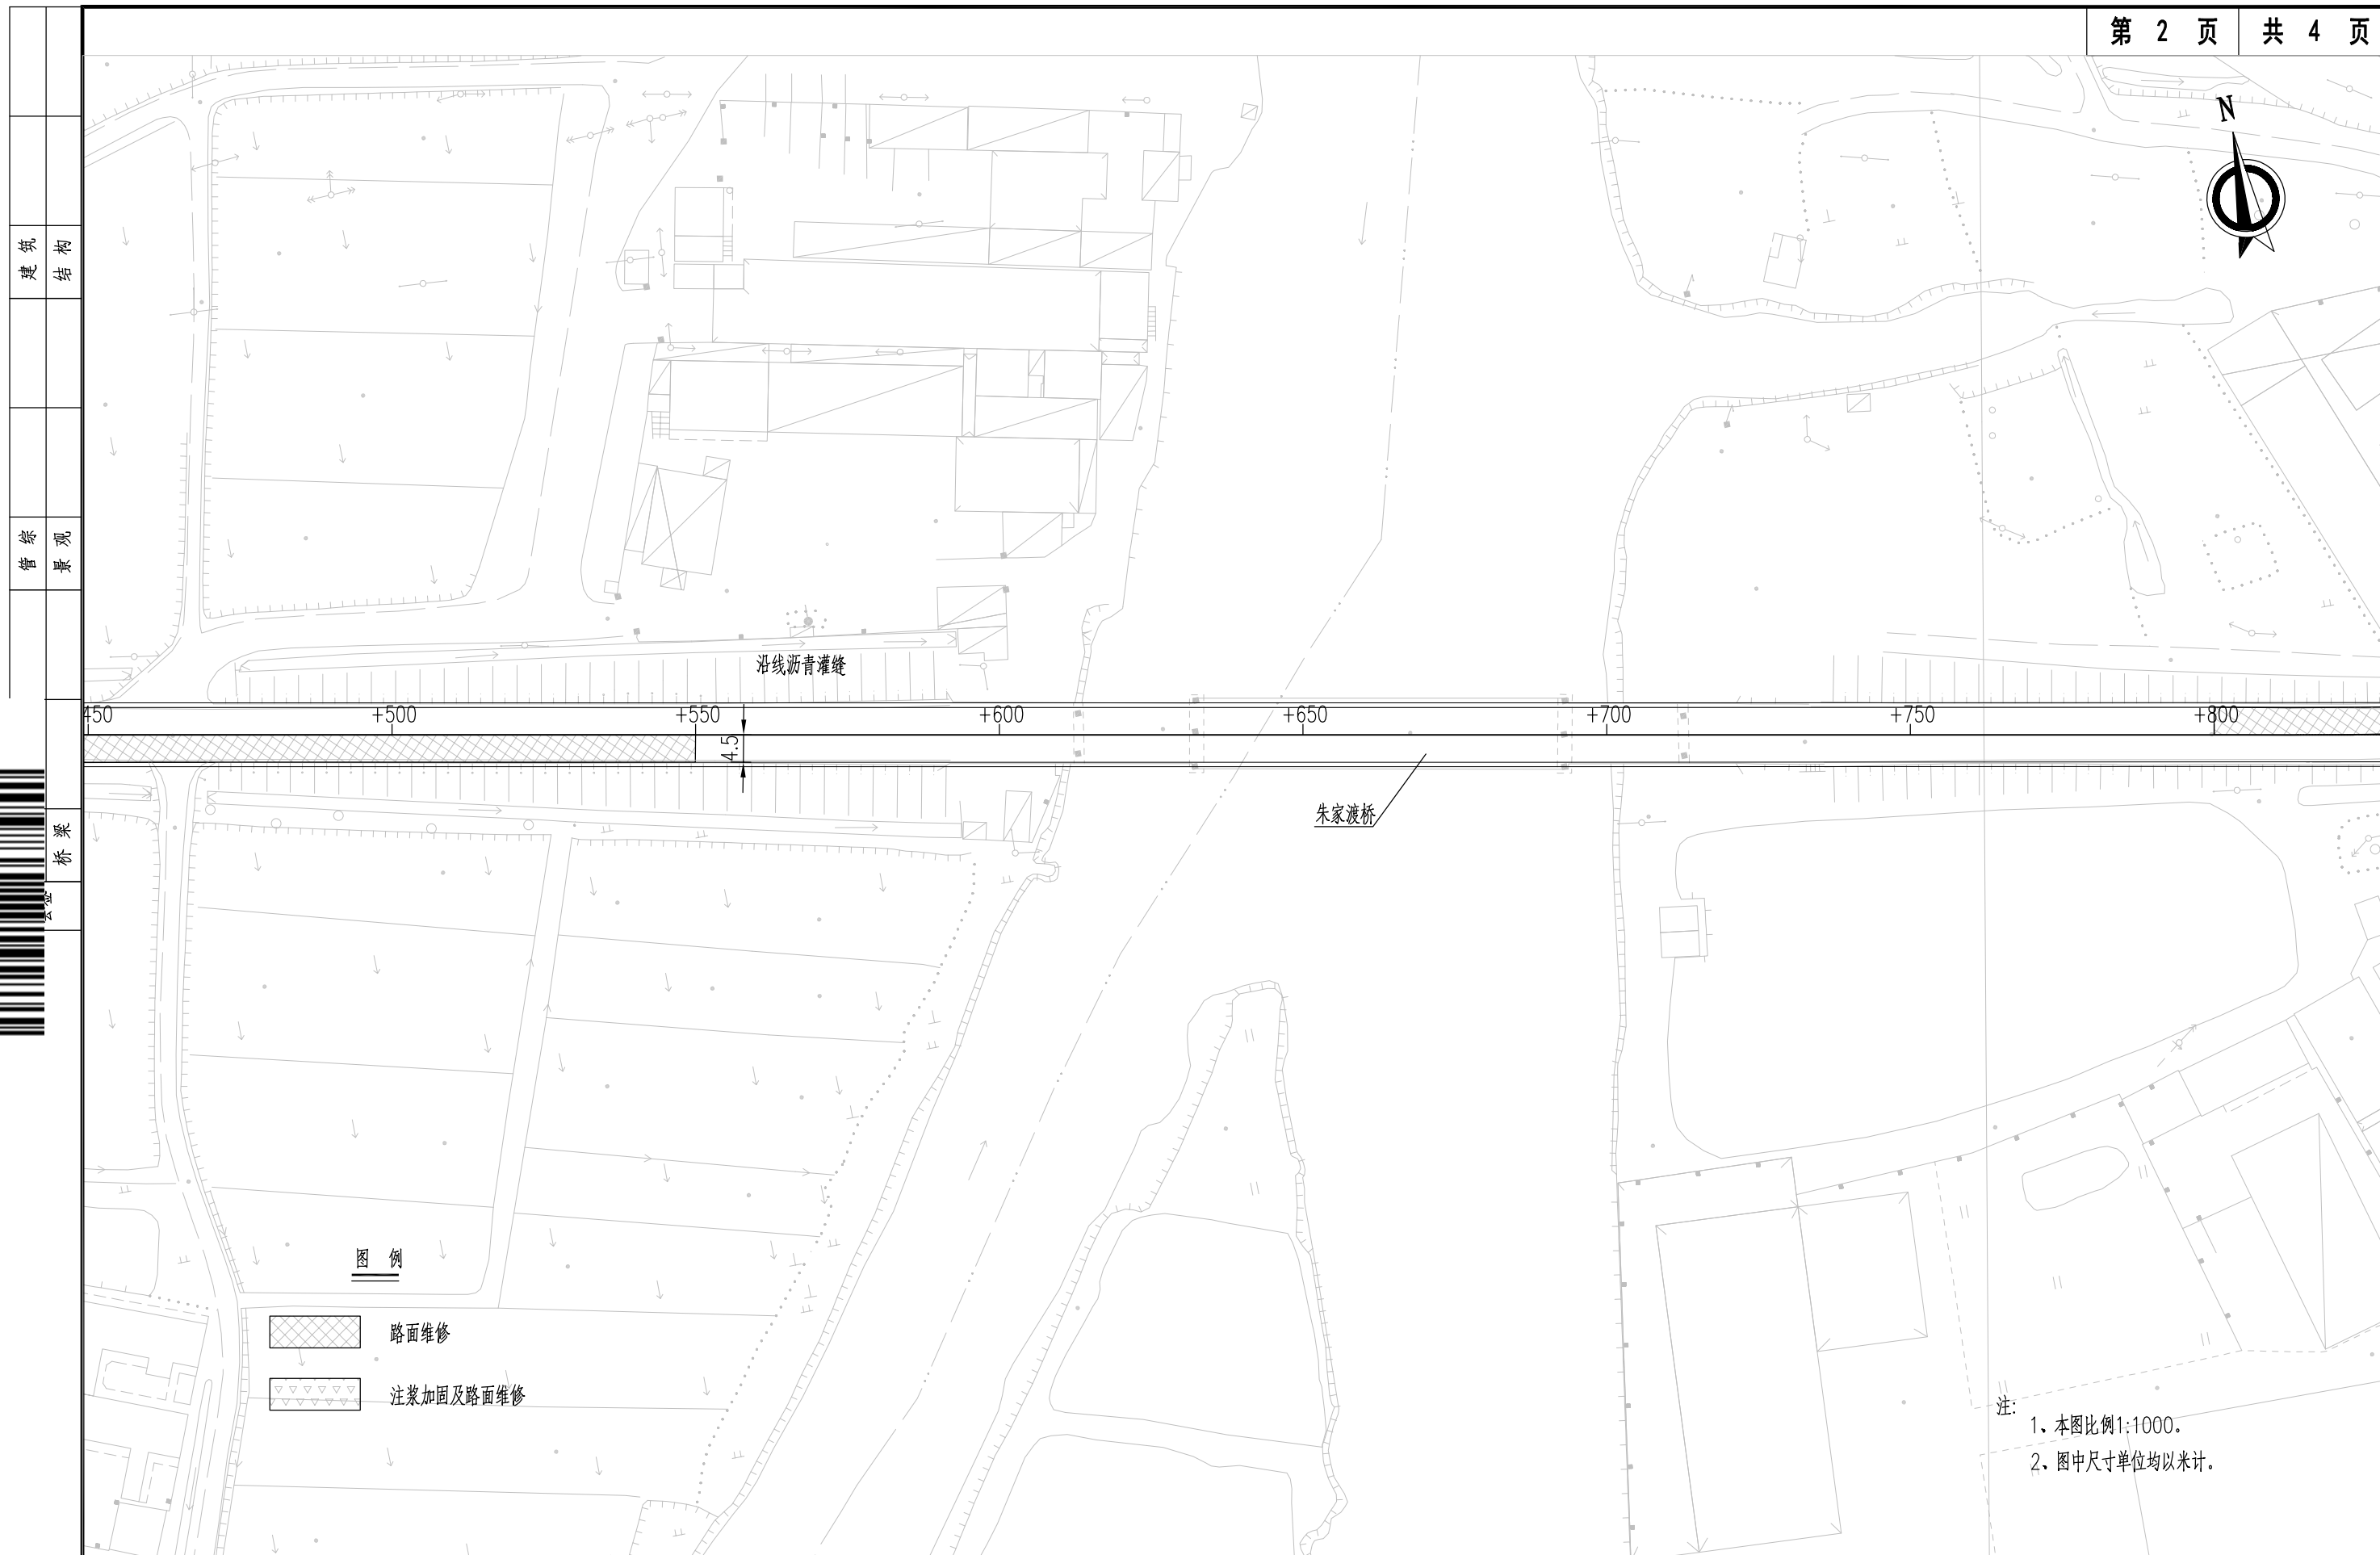 第 2 页 共 4 页
N
建 筑
结 构
管 综
景 观
桥 梁
沿线沥青灌缝
450 +500 +550 +600 +650 +700 +750 +800
4.5
朱家渡桥
图 例
路面维修
注浆加固及路面维修
注:
1、本图比例1:1000。
2、图中尺寸单位均以米计。